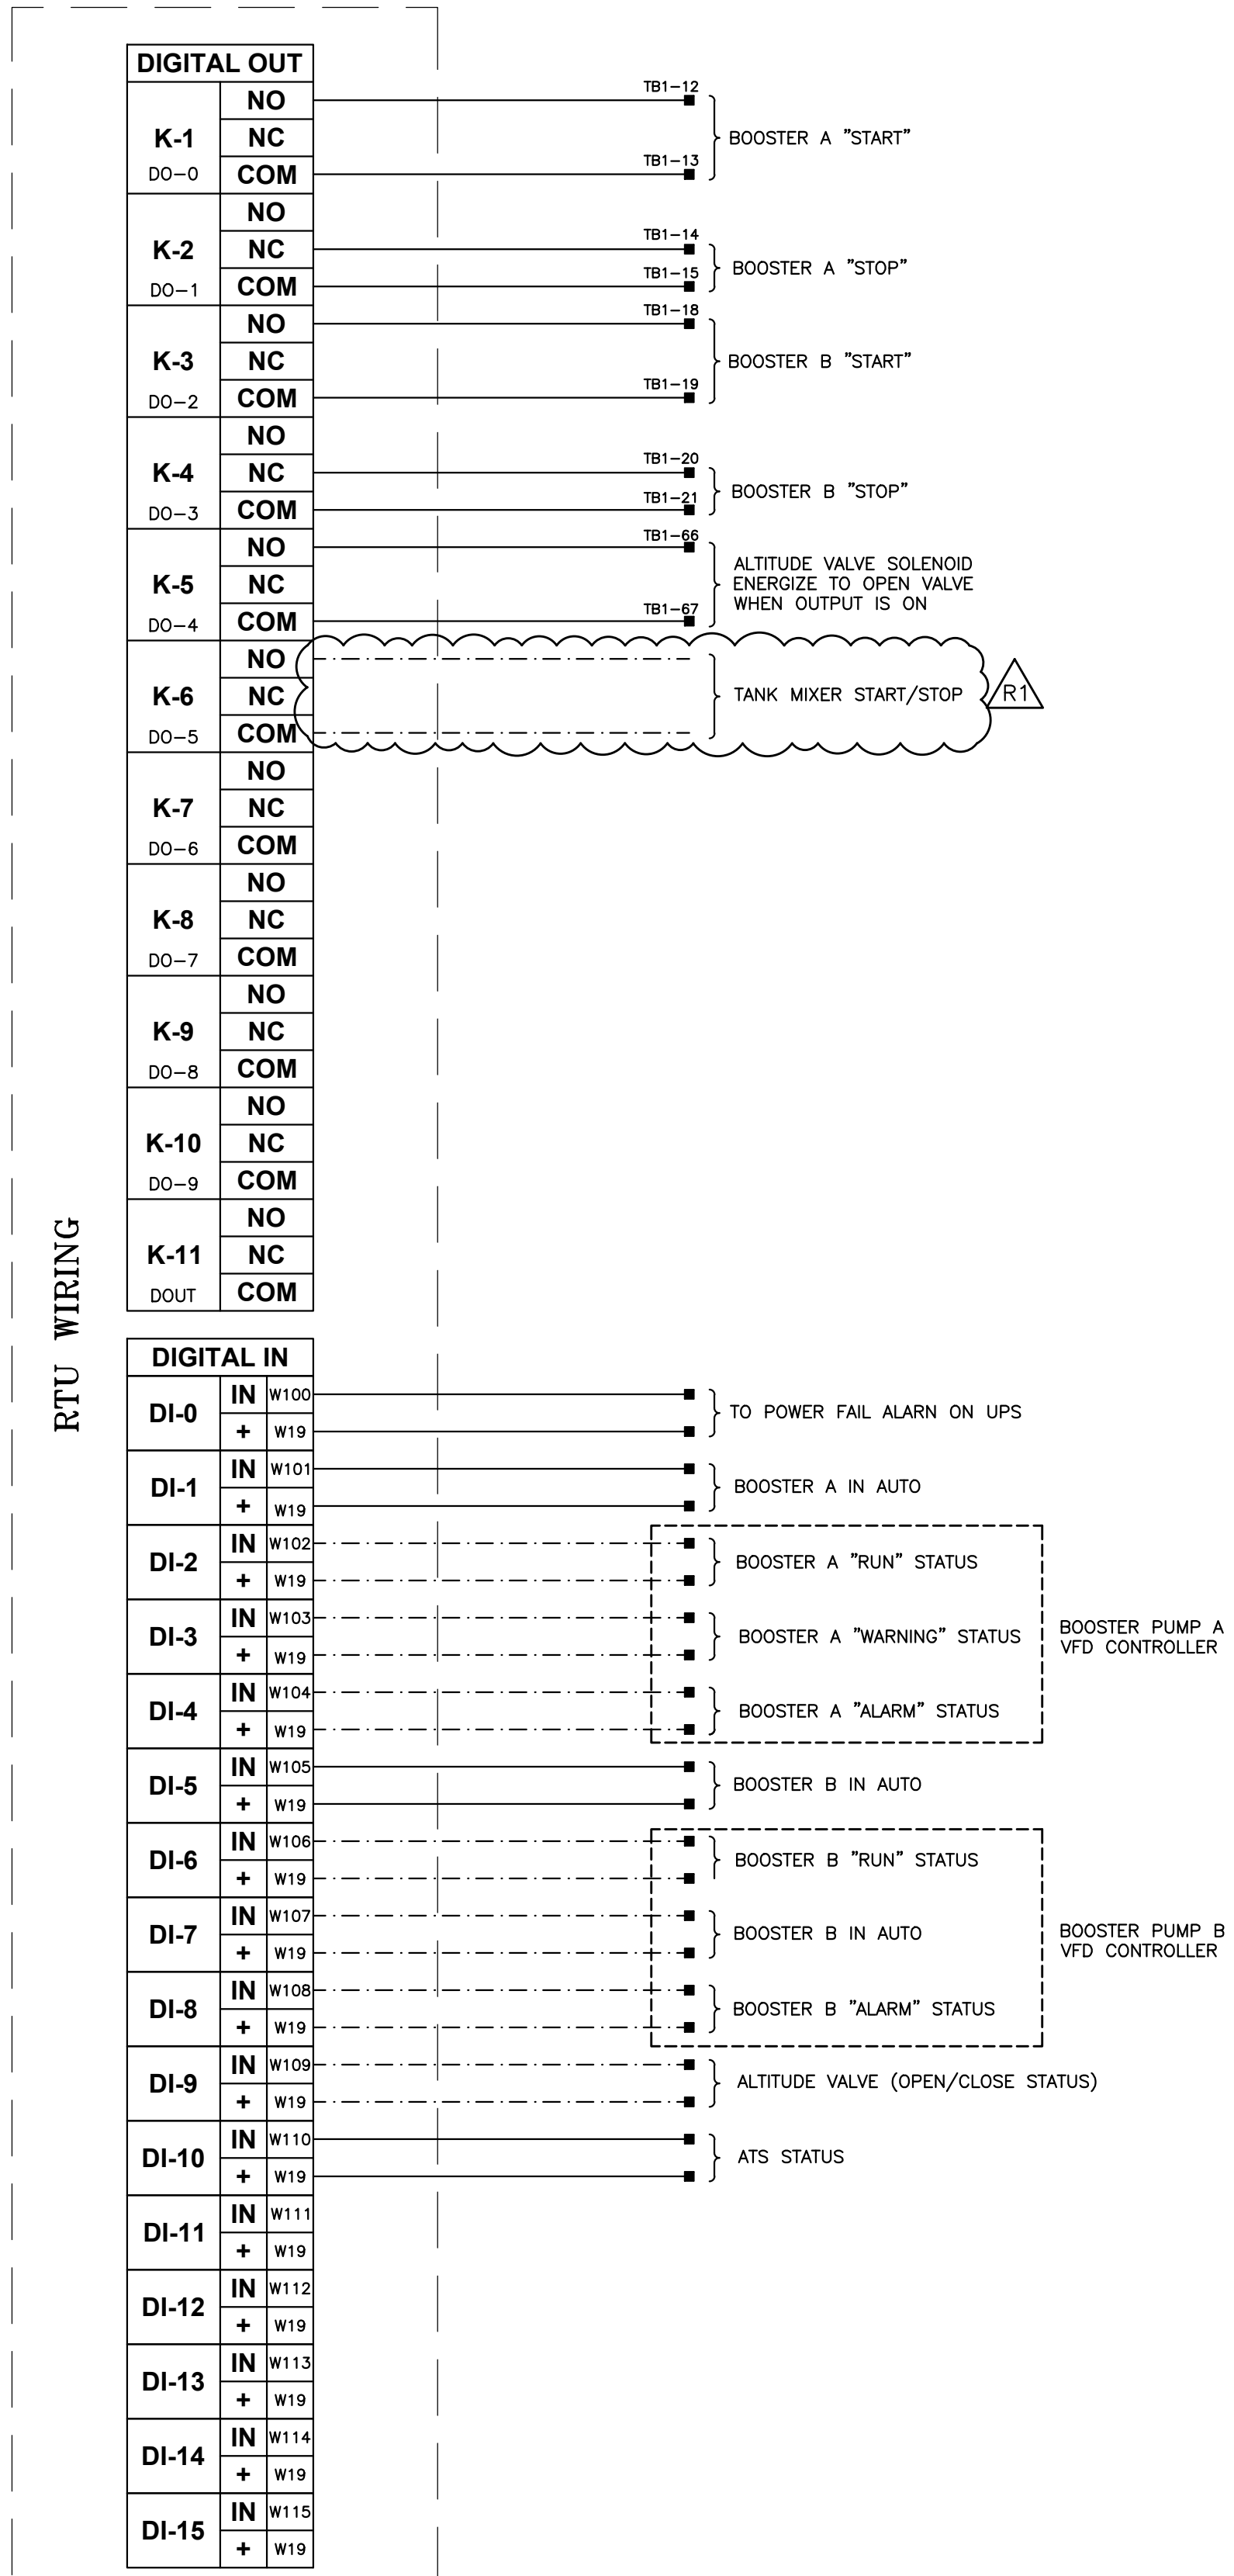 DIGITAL OUT
NO
TB1-12
K-1
NC
BOOSTER A "START"
DO-0
COM
TB1-13
NO
K-2
NC
TB1-14
BOOSTER A "STOP"
DO-1
COM
TB1-15
NO
TB1-18
K-3
NC
BOOSTER B "START"
DO-2
COM
TB1-19
NO
K-4
NC
TB1-20
BOOSTER B "STOP"
DO-3
COM
TB1-21
NO
TB1-66
K-5
NC
ALTITUDE VALVE SOLENOID
ENERGIZE TO OPEN VALVE
WHEN OUTPUT IS ON
DO-4
COM
TB1-67
NO
K-6
NC
TANK MIXER START/STOP
R1
DO-5
COM
NO
K-7
NC
DO-6
COM
NO
K-8
NC
DO-7
COM
NO
K-9
NC
DO-8
COM
NO
K-10
NC
DO-9
COM
NO
K-11
NC
DOUT
COM
RTU WIRING
DIGITAL IN
DI-0
IN W100
+ W19
TO POWER FAIL ALARN ON UPS
DI-1
IN W101
+ W19
BOOSTER A IN AUTO
DI-2
IN W102
+ W19
BOOSTER A "RUN" STATUS
DI-3
IN W103
+ W19
BOOSTER A "WARNING" STATUS
BOOSTER PUMP A
VFD CONTROLLER
DI-4
IN W104
+ W19
BOOSTER A "ALARM" STATUS
DI-5
IN W105
+ W19
BOOSTER B IN AUTO
DI-6
IN W106
+ W19
BOOSTER B "RUN" STATUS
DI-7
IN W107
+ W19
BOOSTER B IN AUTO
BOOSTER PUMP B
VFD CONTROLLER
DI-8
IN W108
+ W19
BOOSTER B "ALARM" STATUS
DI-9
IN W109
+ W19
ALTITUDE VALVE (OPEN/CLOSE STATUS)
DI-10
IN W110
+ W19
ATS STATUS
DI-11
IN W111
+ W19
DI-12
IN W112
+ W19
DI-13
IN W113
+ W19
DI-14
IN W114
+ W19
DI-15
IN W115
+ W19